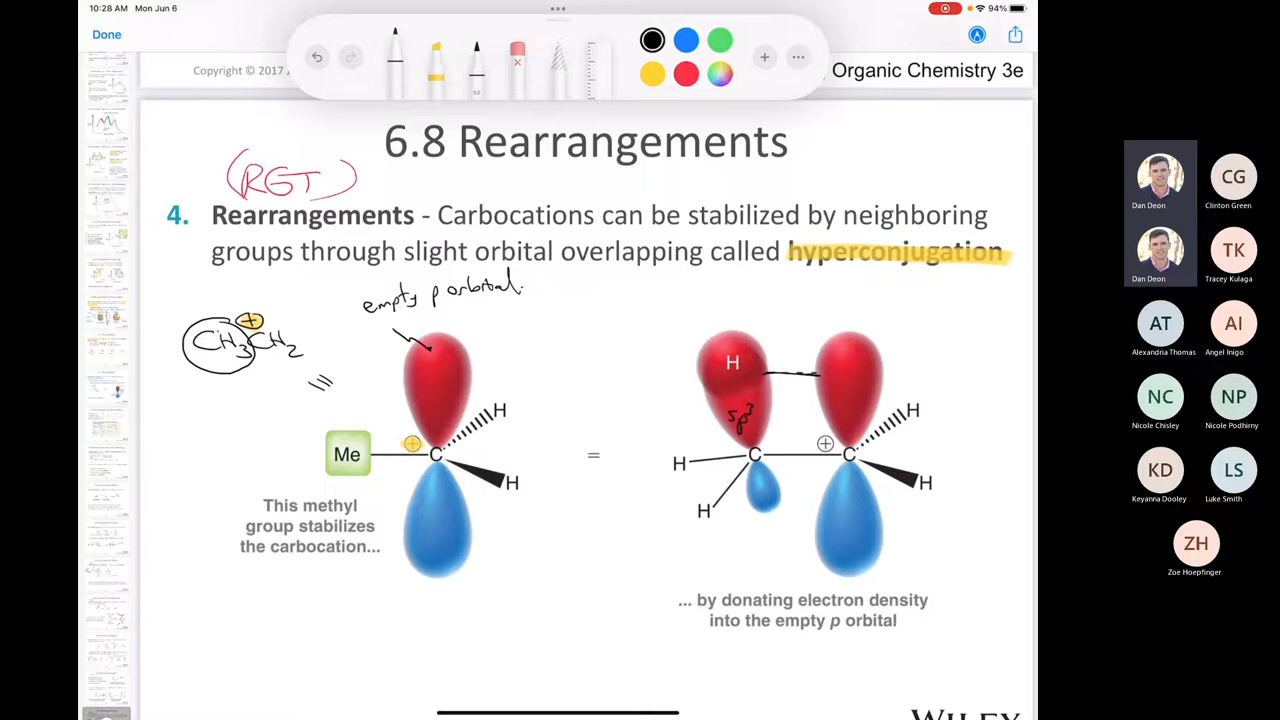 10:28 AM Mon Jun 6
94%
Done
50
Copyright ©
Organic Chemistry 3e
6.8 Rearrangements
4. Rearrangements - Carbocations can be stabilized by neighboring
groups through slight orbital overlapping called hyperconjugation
empty p orbital
CH3 CH
+
H
H
Me
C
H
This methyl
group stabilizes
the carbocation...
=
H
sp3
H
H
C
C
H
H
... by donating electron density
into the empty p orbital
WILEY
Dan Deon
CG
Clinton Green
Dan Deon
TK
Tracey Kulaga
AT
Alexandria Thomas
AI
Angel Inigo
NC
Nicole Chisley
NP
Nicole Podhirny
KD
Keyanna Dooley
LS
Luke Smith
ZH
Zoe Hoepfinger